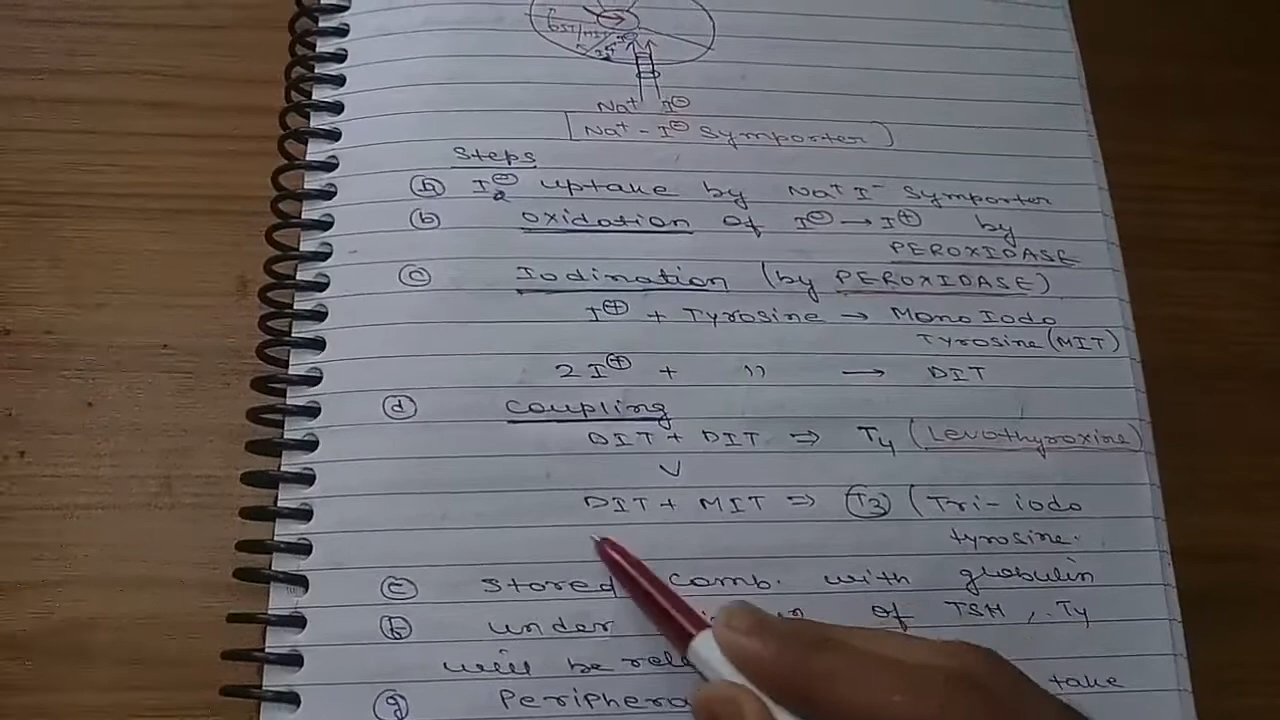 Na⁺ I⊖
[Na⁺ - I⊖ Symporter]
Steps
(a) I₂⊖ uptake by Na⁺ I⁻ Symporter
(b) oxidation of I⊖ → I⊕ by
PEROXIDASE
(c) Iodination (by PEROXIDASE)
I⊕ + Tyrosine → Mono Iodo
Tyrosine (MIT)
2I⊕ + ,, → DIT
(d) Coupling
DIT + DIT ⇒ T₄ (Levothyroxine)
>
DIT + MIT ⇒ T3 (Tri-iodo
tyrosine.
(e) Stored comb. with globulin
(f) under of TSH, T4
will be
(g) take